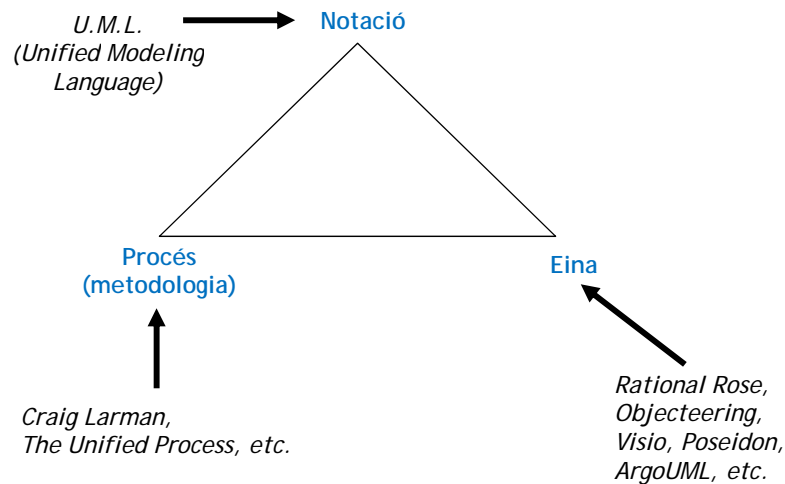 U.M.L.
(Unified Modeling
Language)
Notació
Procés
(metodologia)
Eina
Craig Larman,
The Unified Process, etc.
Rational Rose,
Objecteering,
Visio, Poseidon,
ArgoUML, etc.